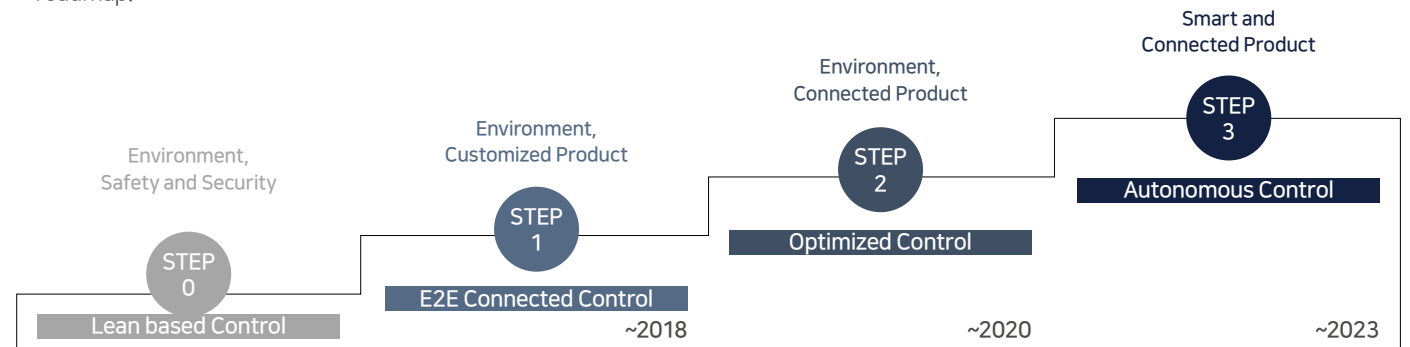 roadmap.
Environment,
Safety and Security
STEP
0
Lean based Control
Environment,
Customized Product
STEP
1
E2E Connected Control
~2018
Environment,
Connected Product
STEP
2
Optimized Control
~2020
Smart and
Connected Product
STEP
3
Autonomous Control
~2023